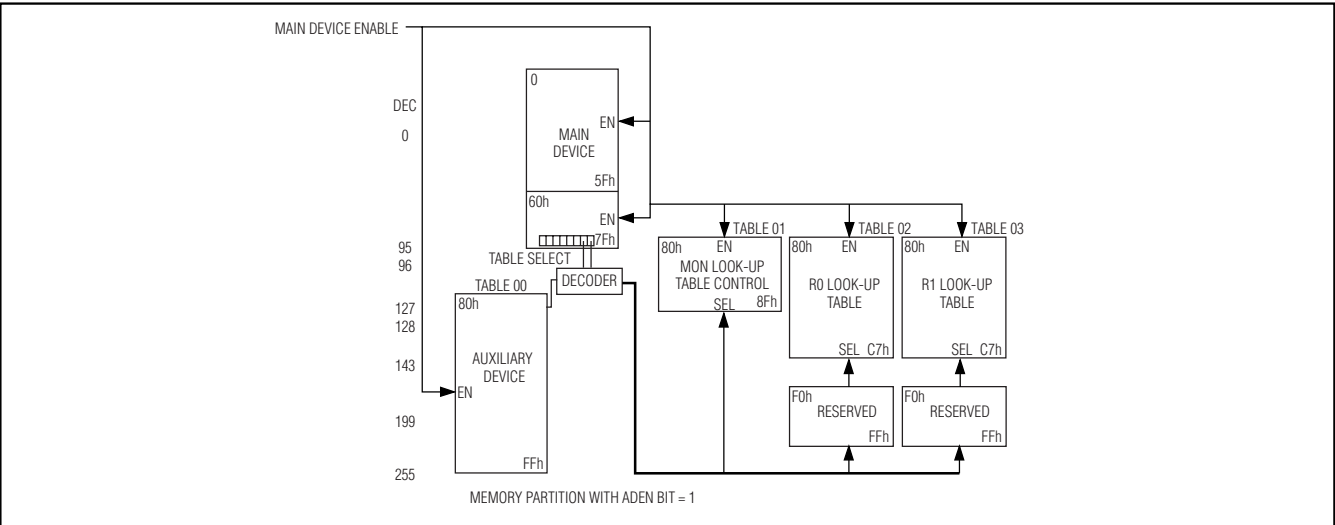 MAIN DEVICE ENABLE
DEC
0
95
96
127
128
143
199
255
0
EN
MAIN
DEVICE
5Fh
60h
EN
7Fh
TABLE SELECT
DECODER
TABLE 00
80h
AUXILIARY
DEVICE
EN
FFh
TABLE 01
80h
EN
MON LOOK-UP
TABLE CONTROL
SEL
8Fh
TABLE 02
80h
EN
R0 LOOK-UP
TABLE
SEL C7h
F0h
RESERVED
FFh
TABLE 03
80h
EN
R1 LOOK-UP
TABLE
SEL C7h
F0h
RESERVED
FFh
MEMORY PARTITION WITH ADEN BIT = 1